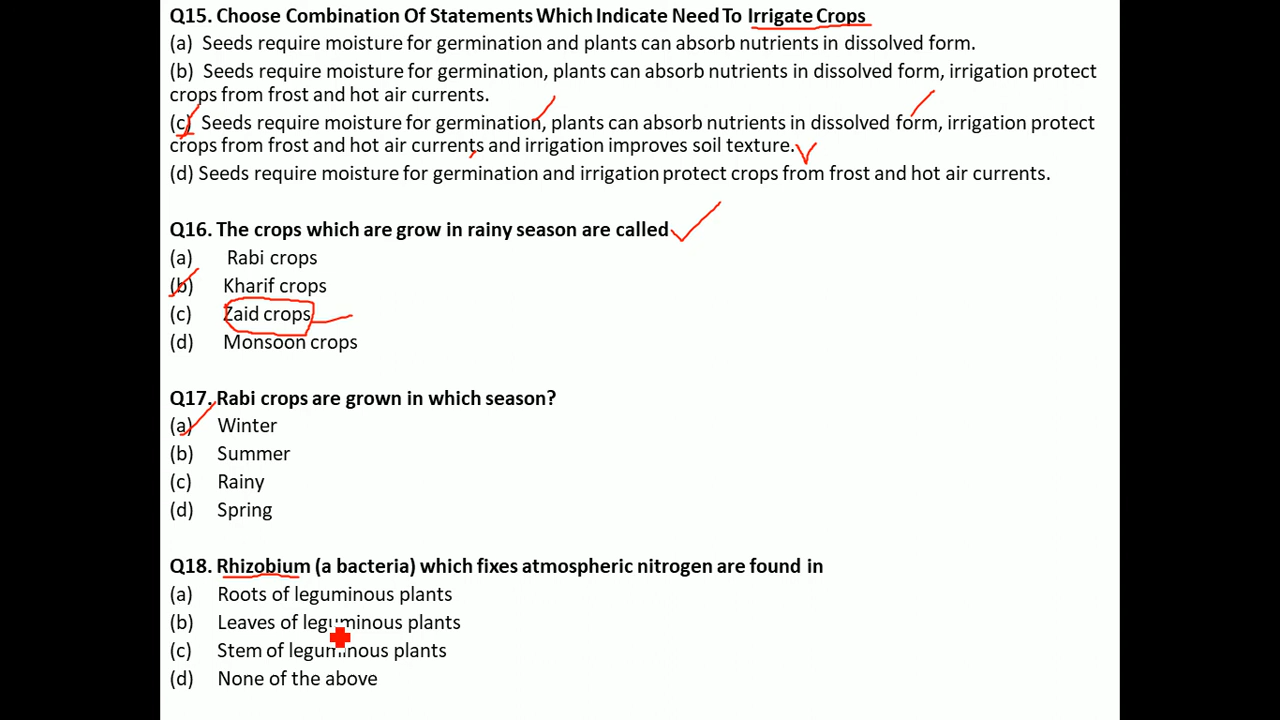 Q15. Choose Combination Of Statements Which Indicate Need To Irrigate Crops
(a) Seeds require moisture for germination and plants can absorb nutrients in dissolved form.
(b) Seeds require moisture for germination, plants can absorb nutrients in dissolved form, irrigation protect
crops from frost and hot air currents.
(c) Seeds require moisture for germination, plants can absorb nutrients in dissolved form, irrigation protect
crops from frost and hot air currents and irrigation improves soil texture.
(d) Seeds require moisture for germination and irrigation protect crops from frost and hot air currents.
Q16. The crops which are grow in rainy season are called
(a) Rabi crops
(b) Kharif crops
(c) Zaid crops
(d) Monsoon crops
Q17. Rabi crops are grown in which season?
(a) Winter
(b) Summer
(c) Rainy
(d) Spring
Q18. Rhizobium (a bacteria) which fixes atmospheric nitrogen are found in
(a) Roots of leguminous plants
(b) Leaves of leguminous plants
(c) Stem of leguminous plants
(d) None of the above